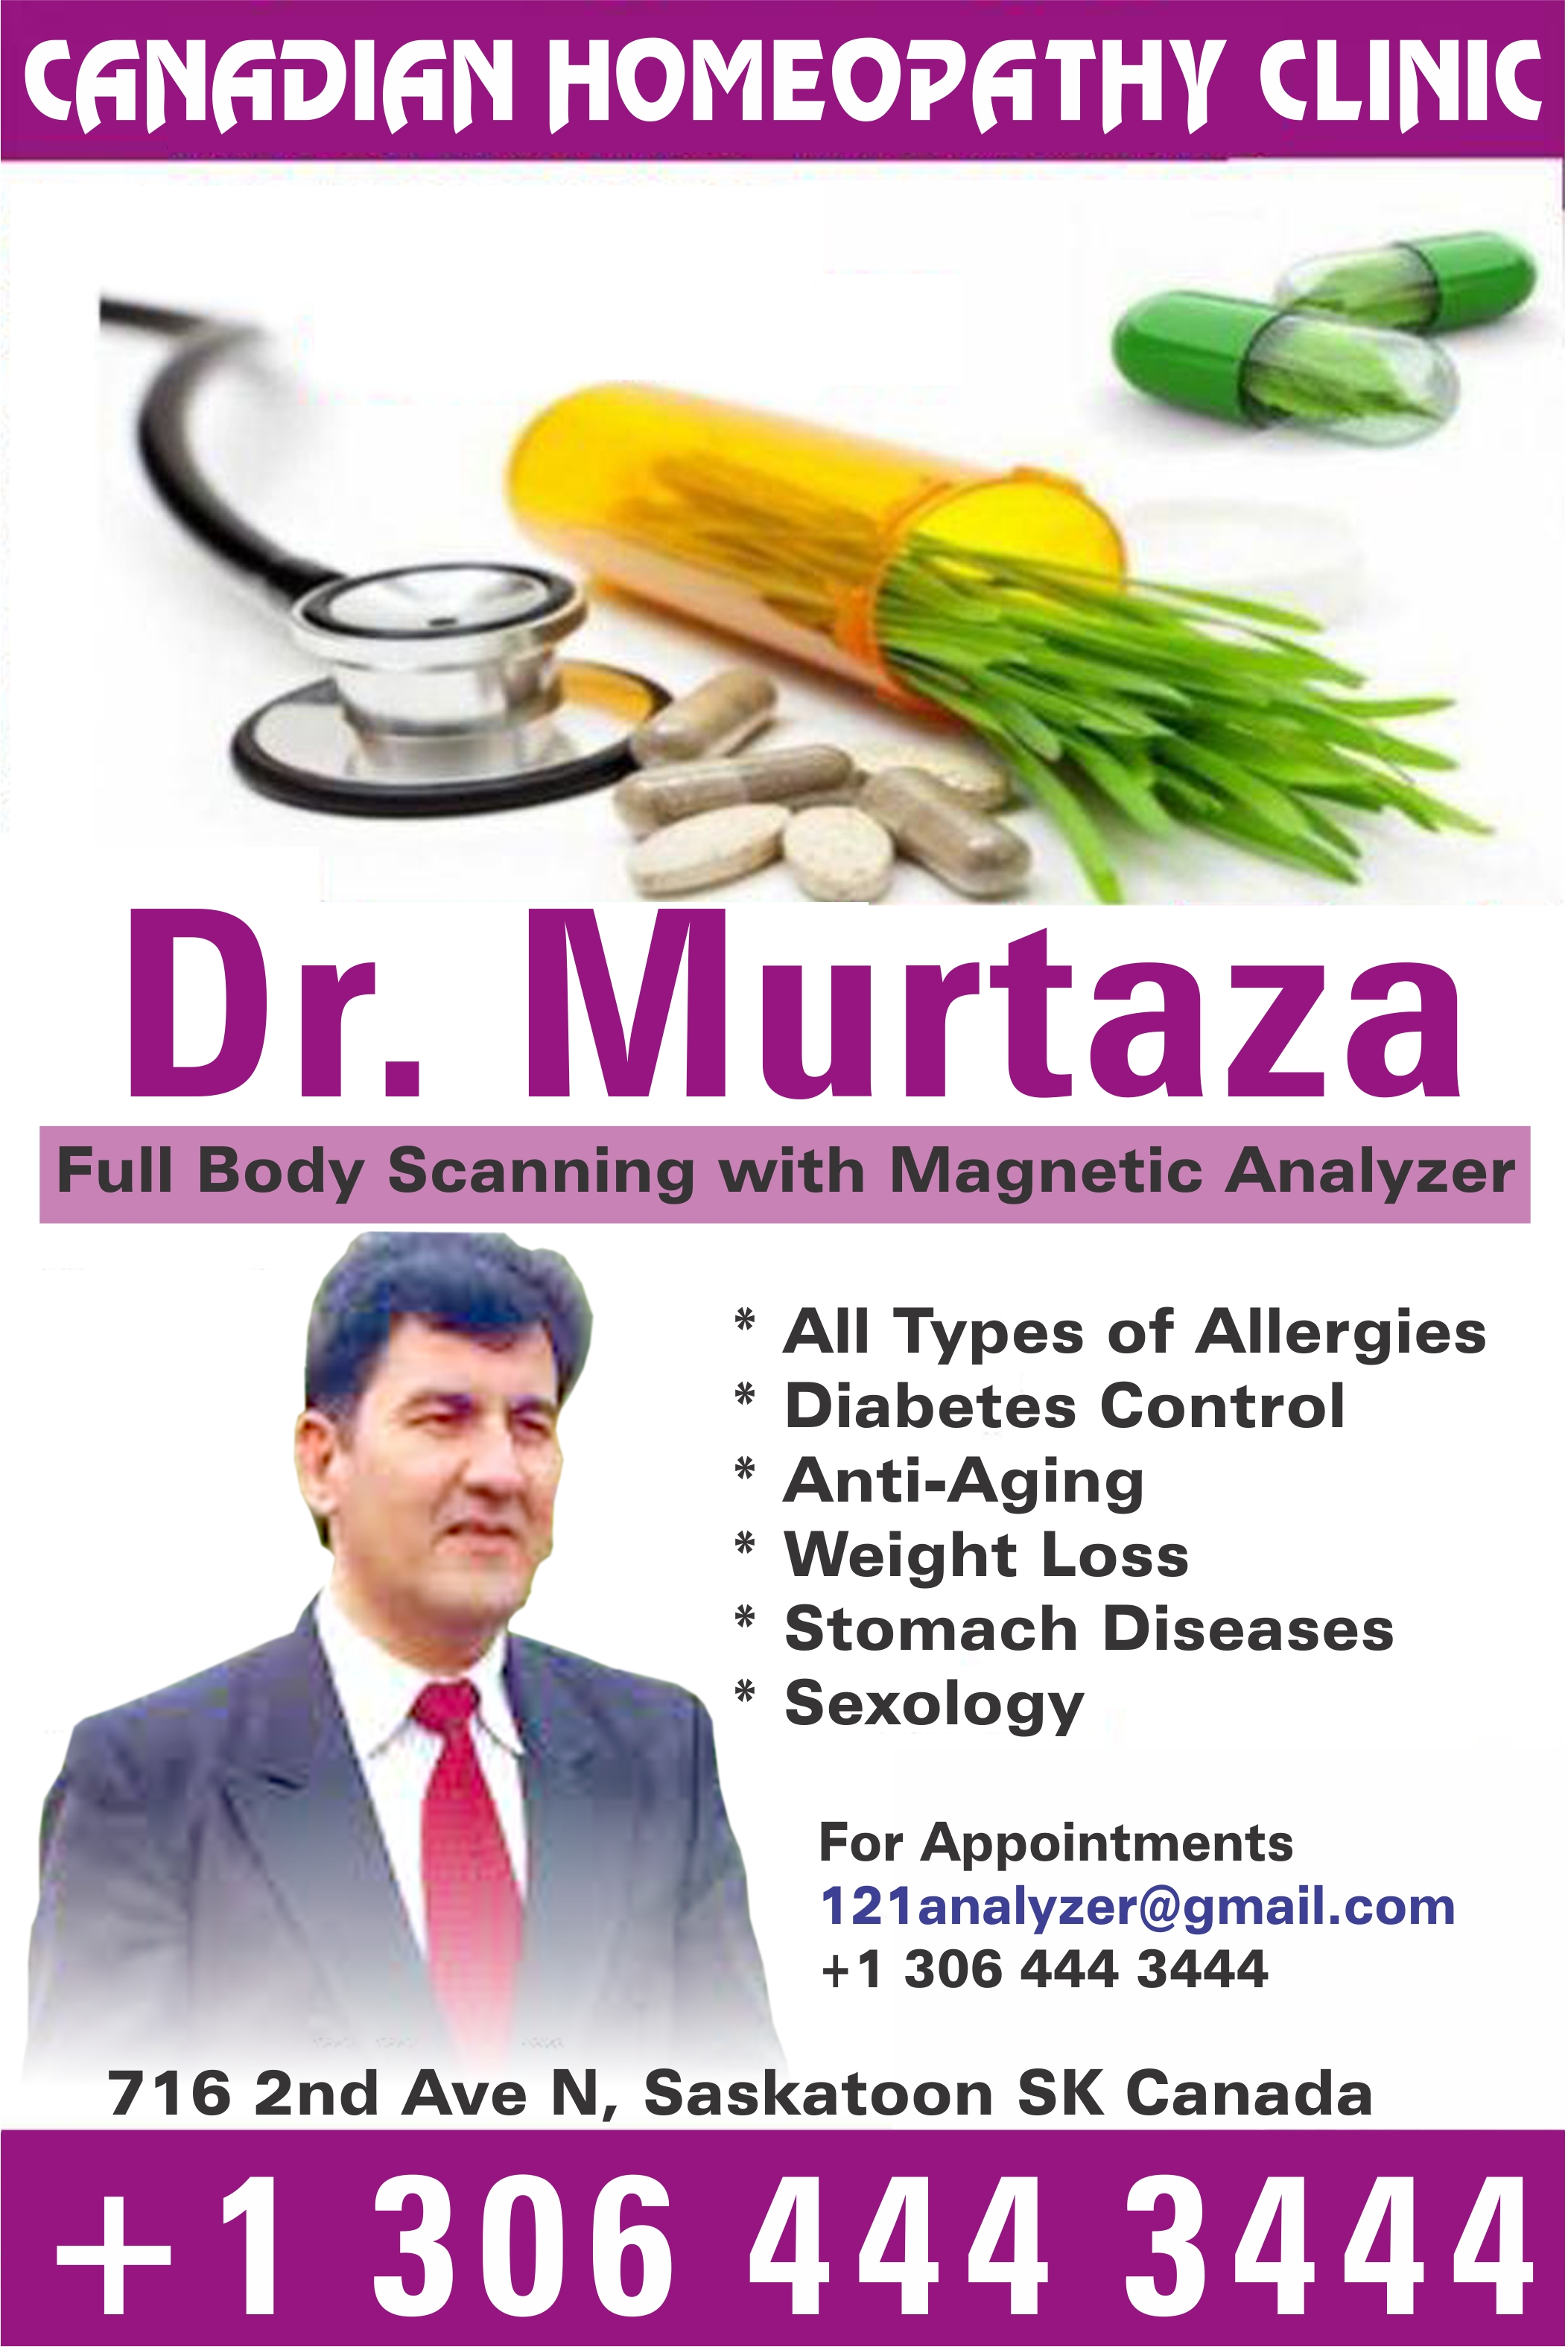 CANADIAN HOMEOPATHY CLINIC
Dr. Murtaza
Full Body Scanning with Magnetic Analyzer
* All Types of Allergies
* Diabetes Control
* Anti-Aging
* Weight Loss
* Stomach Diseases
* Sexology
For Appointments
121analyzer@gmail.com
+1 306 444 3444
716 2nd Ave N, Saskatoon SK Canada
+1 306 444 3444